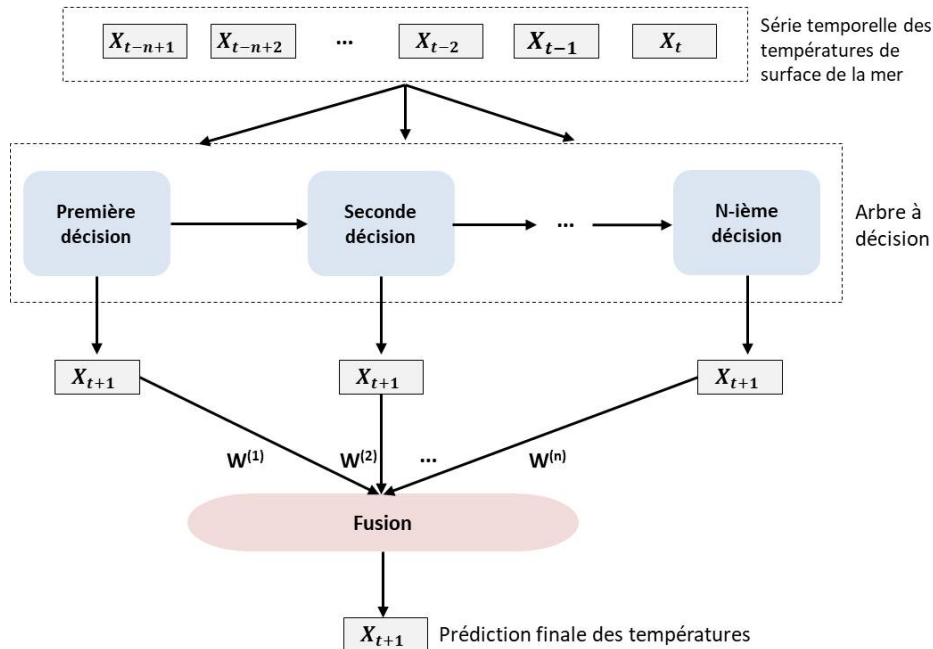 X_{t-n+1} X_{t-n+2} ... X_{t-2} X_{t-1} X_t
Série temporelle des
températures de
surface de la mer
Première
décision
Seconde
décision
...
N-ième
décision
Arbre à
décision
X_{t+1} X_{t+1} X_{t+1}
W^{(1)} W^{(2)} ... W^{(n)}
Fusion
X_{t+1} Prédiction finale des températures